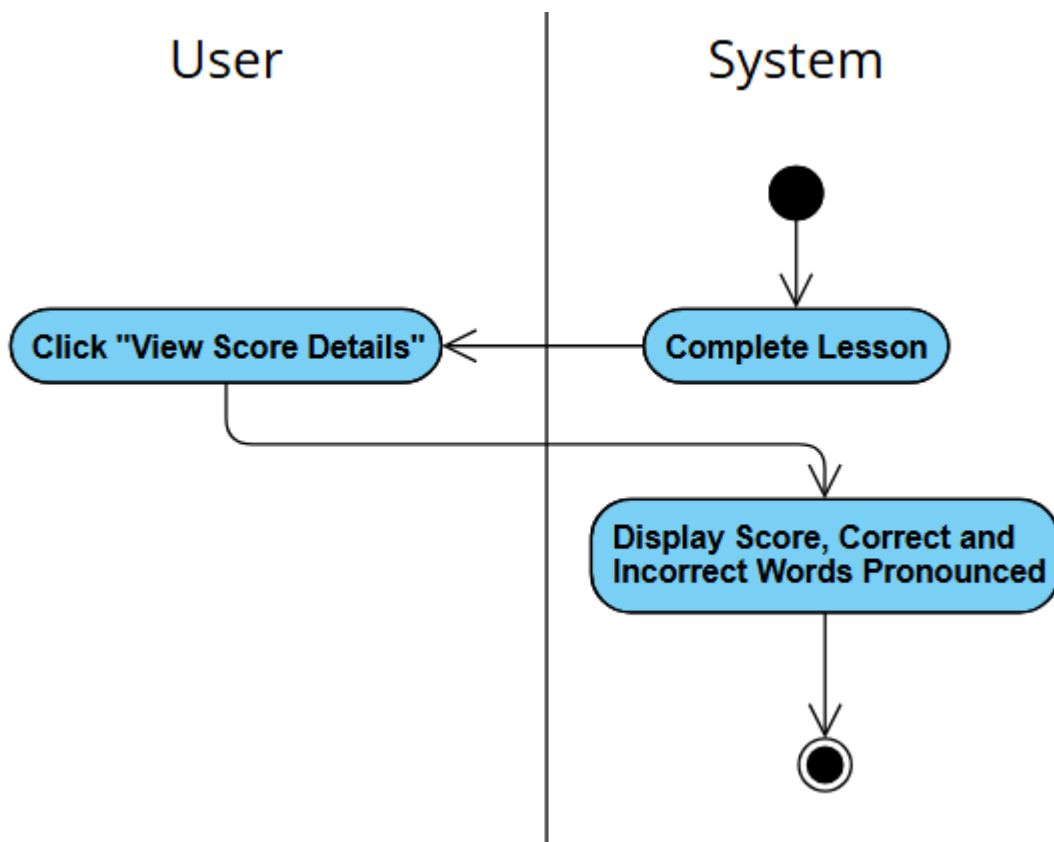 User
System
Click "View Score Details"
Complete Lesson
Display Score, Correct and
Incorrect Words Pronounced